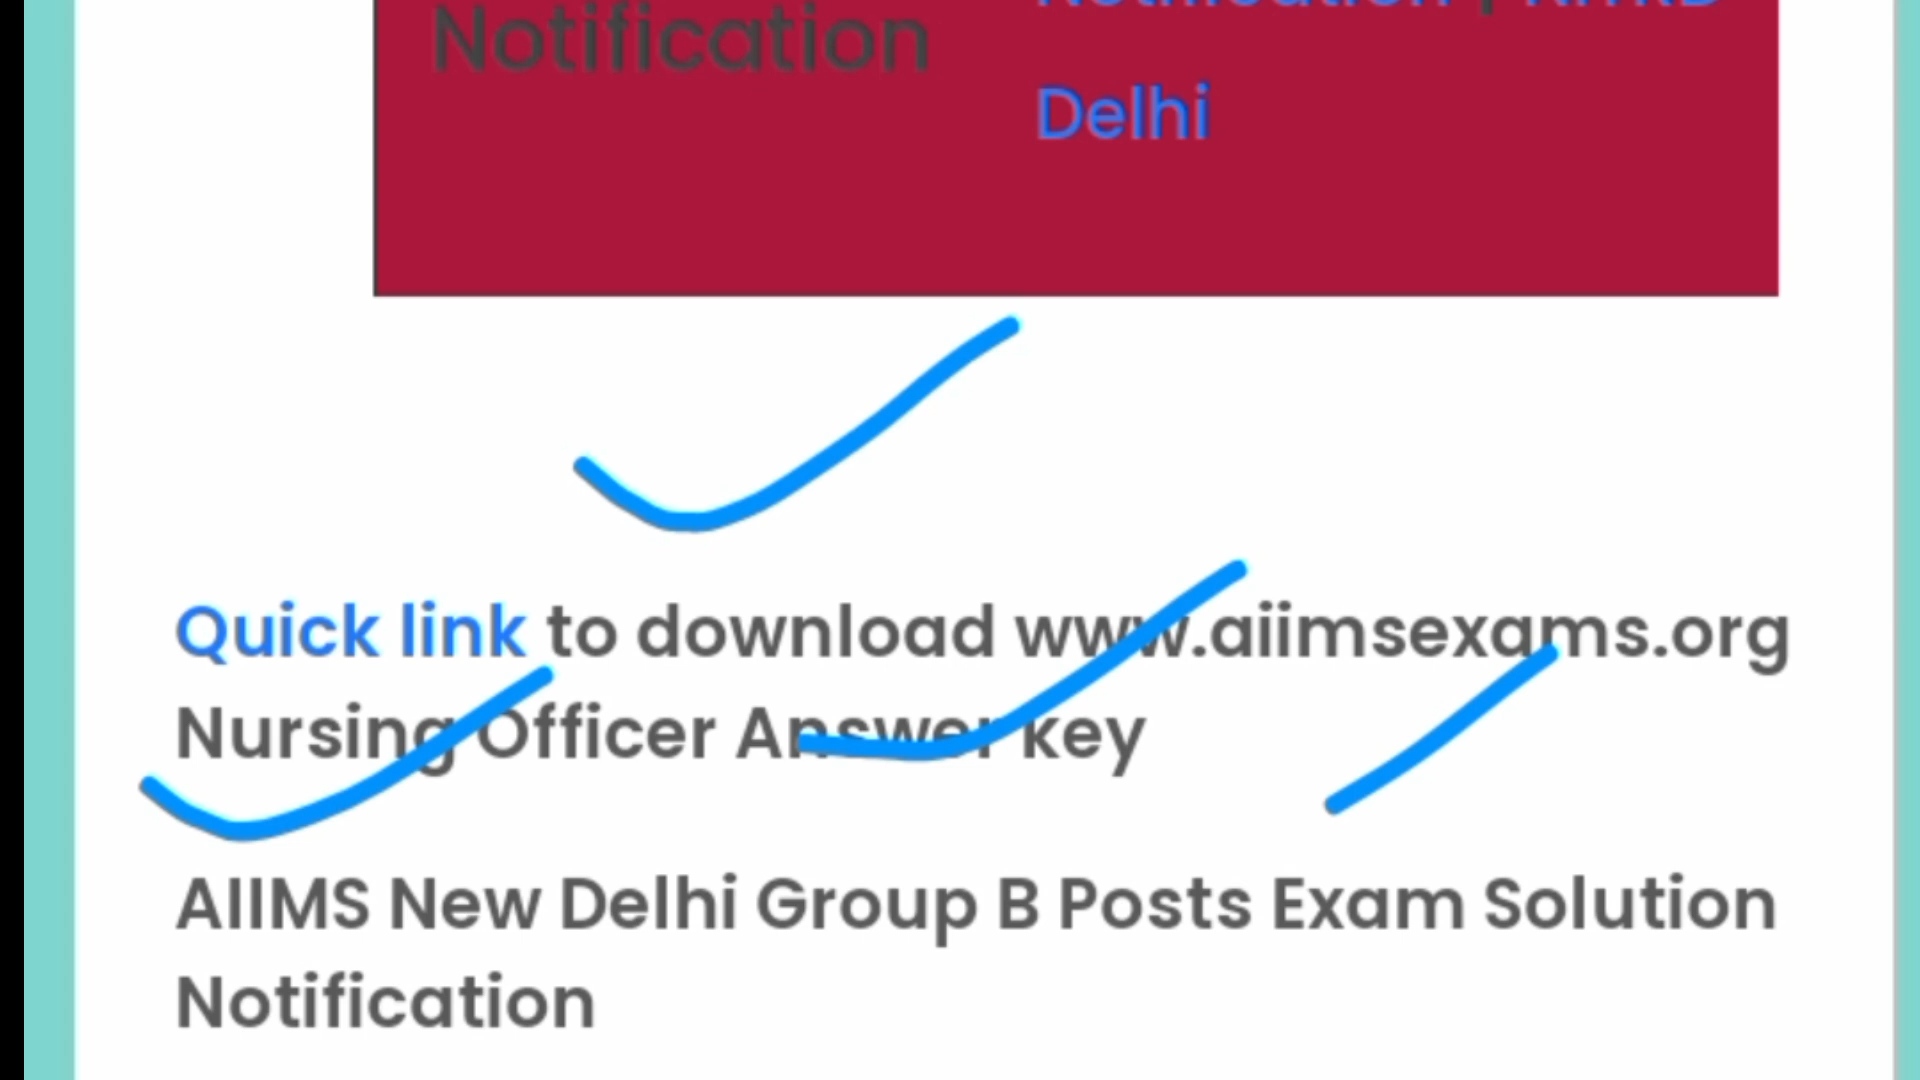 Notification
Delhi
Quick link to download www.aiimsexams.org
Nursing Officer Answer key
AIIMS New Delhi Group B Posts Exam Solution
Notification